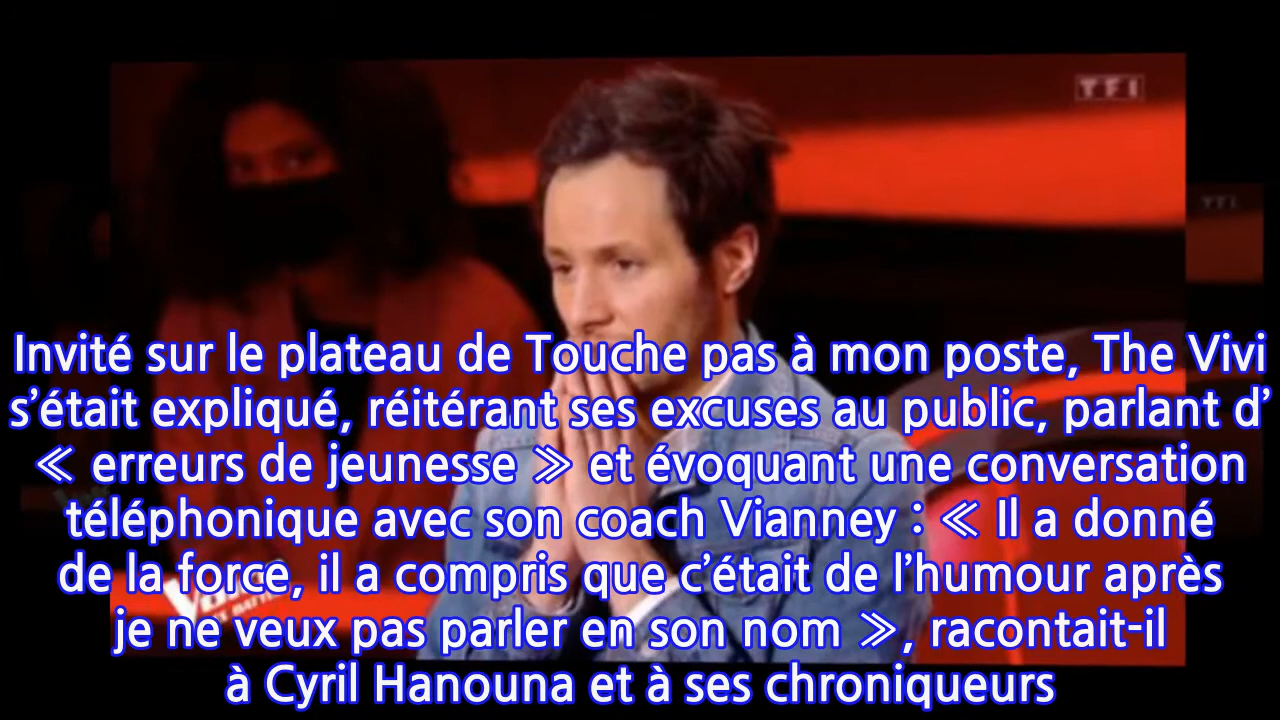 TF1
TF1
Invité sur le plateau de Touche pas à mon poste, The Vivi
s’était expliqué, réitérant ses excuses au public, parlant d’
« erreurs de jeunesse » et évoquant une conversation
téléphonique avec son coach Vianney : « Il a donné
de la force, il a compris que c’était de l’humour après
je ne veux pas parler en son nom », racontait-il
à Cyril Hanouna et à ses chroniqueurs